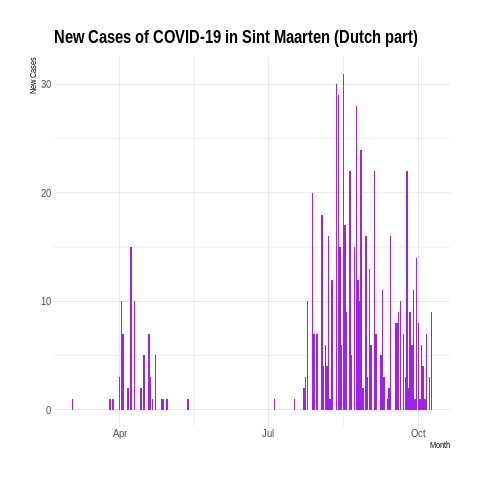 New Cases of COVID-19 in Sint Maarten (Dutch part)
New Cases
30
20
10
0
Apr
Jul
Oct
Month